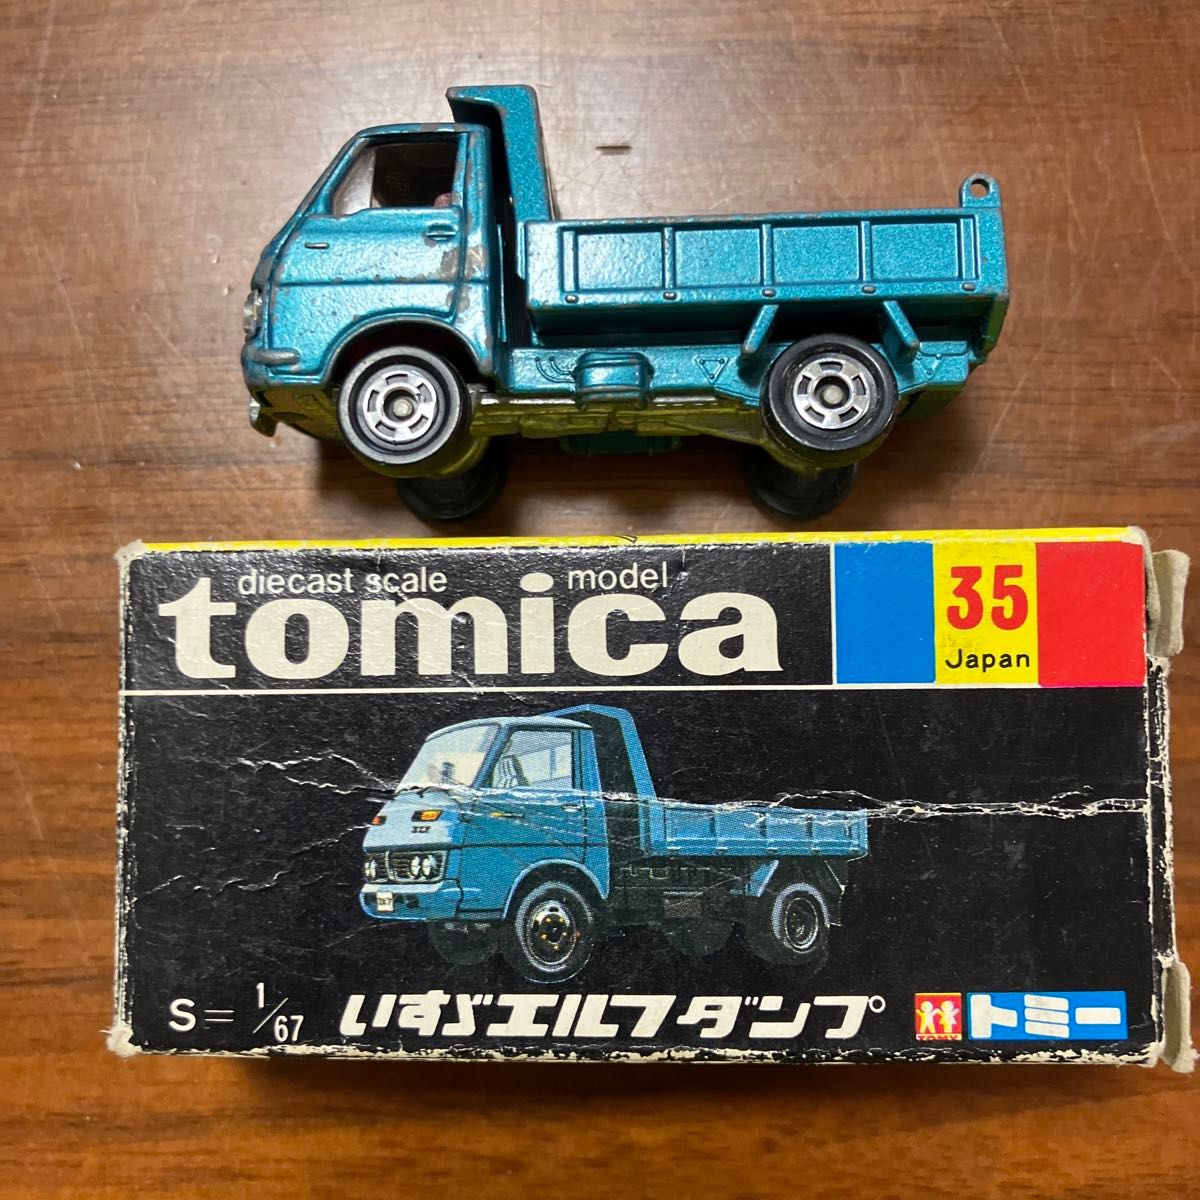 diecast scale model
tomica
35
Japan
S=1/67
いすゞエルフダンプ
TOMY
トミー